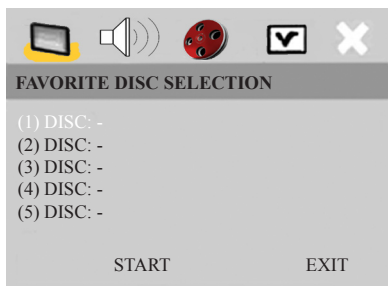 FAVORITE DISC SELECTION
(1) DISC: -
(2) DISC: -
(3) DISC: -
(4) DISC: -
(5) DISC: -
START EXIT